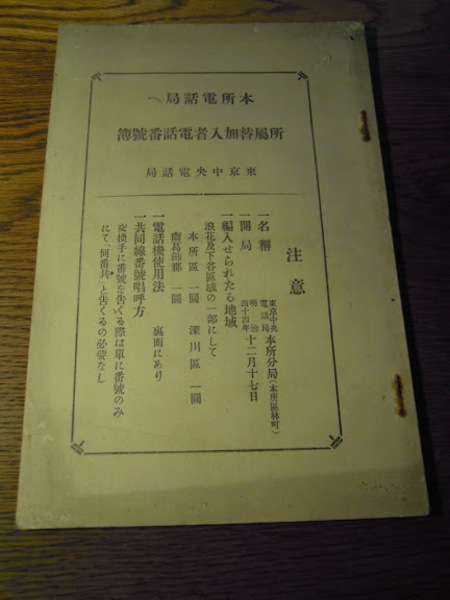 本所電話局へ
所屬替加入者電話番號簿
東京中央電話局
注意
一名稱 東京中央電話局本所分局(本所區林町)
一開局 明治四十四年十二月十七日
一編入せられたる地域
浪花及下谷區域の一部にして
本所區一圓 深川區一圓
南葛飾郡一圓
一電話機使用法 裏面にあり
一共同線番號唱呼方
交換手に番號を告くる際は單に番號のみ
にて「何番共」と告くるの必要なし